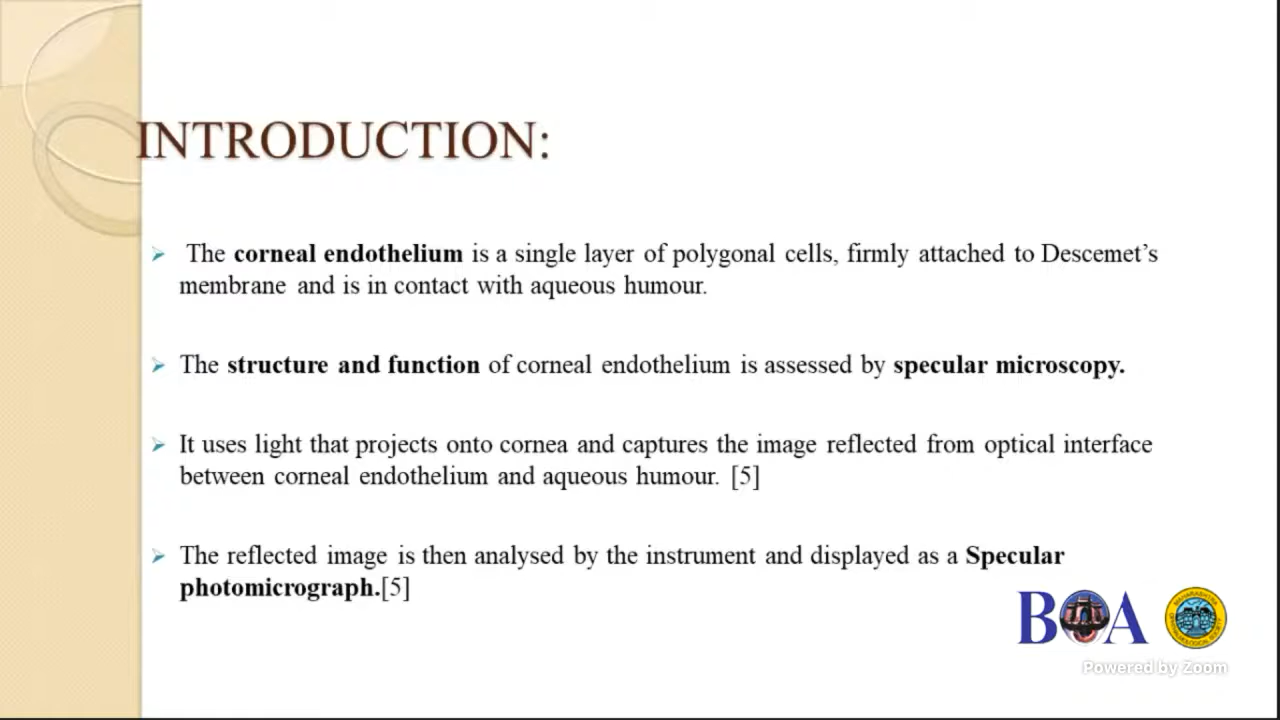 INTRODUCTION:
The corneal endothelium is a single layer of polygonal cells, firmly attached to Descemet’s
membrane and is in contact with aqueous humour.
The structure and function of corneal endothelium is assessed by specular microscopy.
It uses light that projects onto cornea and captures the image reflected from optical interface
between corneal endothelium and aqueous humour. [5]
The reflected image is then analysed by the instrument and displayed as a Specular
photomicrograph.[5]
BOA
MAHARASHTRA
OPHTHALMOLOGICAL SOCIETY
Powered by Zoom